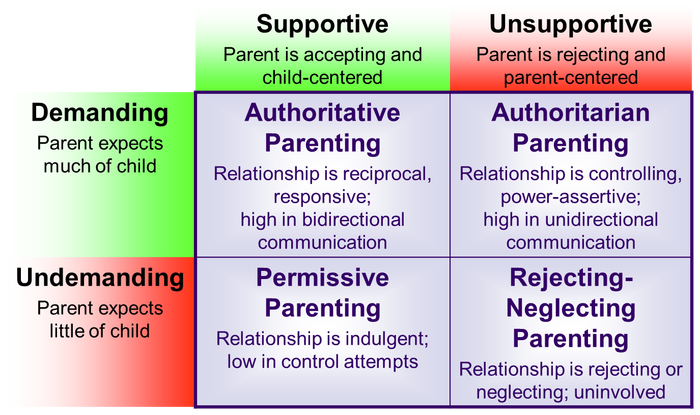 Supportive
Parent is accepting and
child-centered
Unsupportive
Parent is rejecting and
parent-centered
Demanding
Parent expects
much of child
Authoritative
Parenting
Relationship is reciprocal,
responsive;
high in bidirectional
communication
Authoritarian
Parenting
Relationship is controlling,
power-assertive;
high in unidirectional
communication
Undemanding
Parent expects
little of child
Permissive
Parenting
Relationship is indulgent;
low in control attempts
Rejecting-
Neglecting
Parenting
Relationship is rejecting or
neglecting; uninvolved